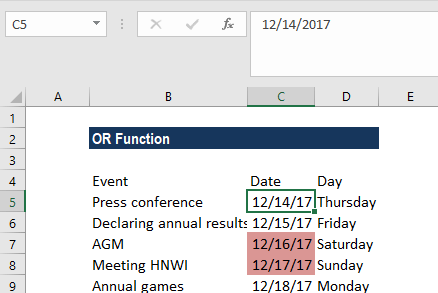 C5 fx 12/14/2017
A B C D E
1
2 OR Function
3
4 Event Date Day
5 Press conference 12/14/17 Thursday
6 Declaring annual results 12/15/17 Friday
7 AGM 12/16/17 Saturday
8 Meeting HNWI 12/17/17 Sunday
9 Annual games 12/18/17 Monday